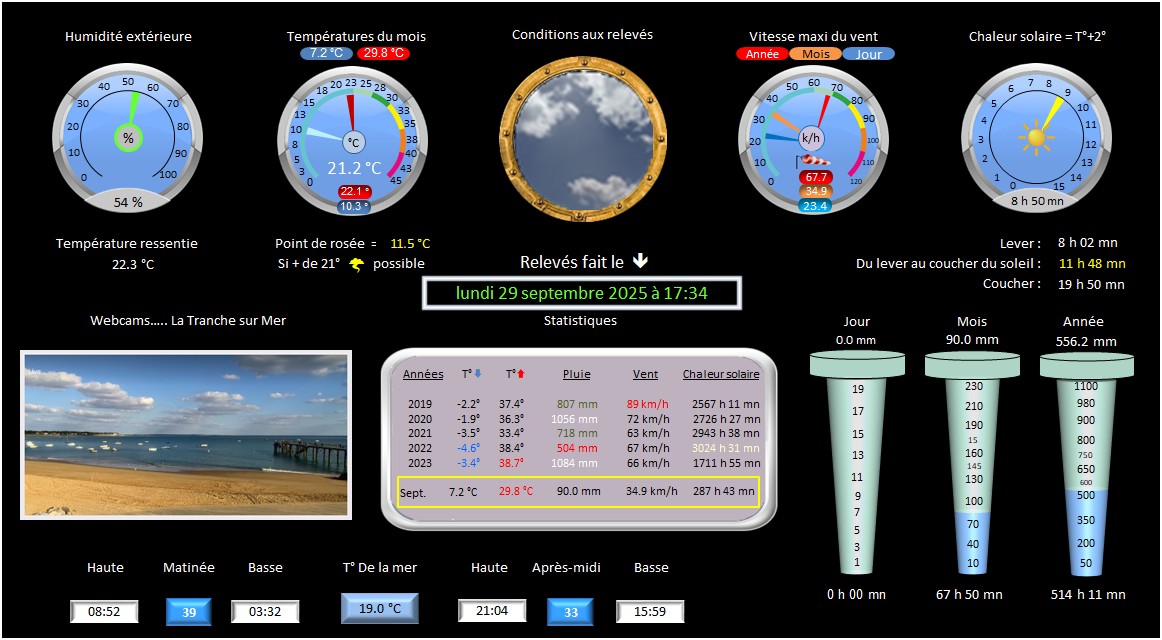 Humidité extérieure
Températures du mois
7.2 °C 29.8 °C
Conditions aux relevés
Vitesse maxi du vent
Année Mois Jour
Chaleur solaire = T°+2°
0 10 20 30 40 50 60 70 80 90 100
%
54 %
0 3 5 8 10 13 15 18 20 23 25 28 30 33 35 38 40 43 45
°C
21.2 °C
22.1 °
10.3 °
0 10 20 30 40 50 60 70 80 90 100 110 120
k/h
67.7
34.9
23.4
0 1 2 3 4 5 6 7 8 9 10 11 12 13 14 15
8 h 50 mn
Température ressentie
22.3 °C
Point de rosée = 11.5 °C
Si + de 21° possible
Relevés fait le
lundi 29 septembre 2025 à 17:34
Lever : 8 h 02 mn
Du lever au coucher du soleil : 11 h 48 mn
Coucher : 19 h 50 mn
Webcams..... La Tranche sur Mer
Statistiques
Années T° T° Pluie Vent Chaleur solaire
2019 -2.2° 37.4° 807 mm 89 km/h 2567 h 11 mn
2020 -1.9° 36.3° 1056 mm 72 km/h 2726 h 27 mn
2021 -3.5° 33.4° 718 mm 63 km/h 2943 h 38 mn
2022 -4.6° 38.4° 504 mm 67 km/h 3024 h 31 mn
2023 -3.4° 38.7° 1084 mm 66 km/h 1711 h 55 mn
Sept. 7.2 °C 29.8 °C 90.0 mm 34.9 km/h 287 h 43 mn
Jour
0.0 mm
19
17
15
13
11
9
7
5
3
1
0 h 00 mn
Mois
90.0 mm
230
210
190
15
160
145
130
100
70
40
10
67 h 50 mn
Année
556.2 mm
1100
980
900
800
750
650
600
500
350
200
50
514 h 11 mn
Haute Matinée Basse T° De la mer Haute Après-midi Basse
08:52 39 03:32 19.0 °C 21:04 33 15:59